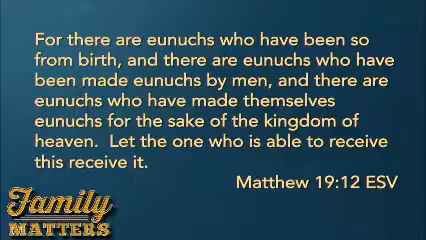 For there are eunuchs who have been so
from birth, and there are eunuchs who have
been made eunuchs by men, and there are
eunuchs who have made themselves
eunuchs for the sake of the kingdom of
heaven.  Let the one who is able to receive
this receive it.
Matthew 19:12 ESV
Family
MATTERS